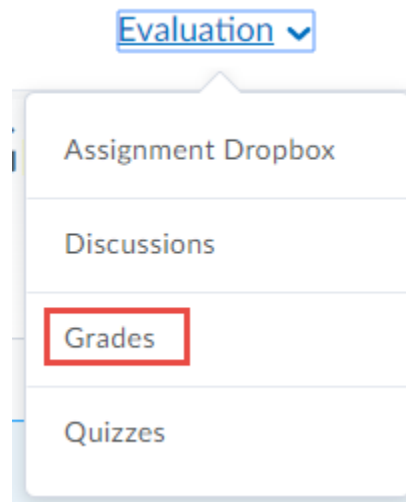 Evaluation
Assignment Dropbox
Discussions
Grades
Quizzes